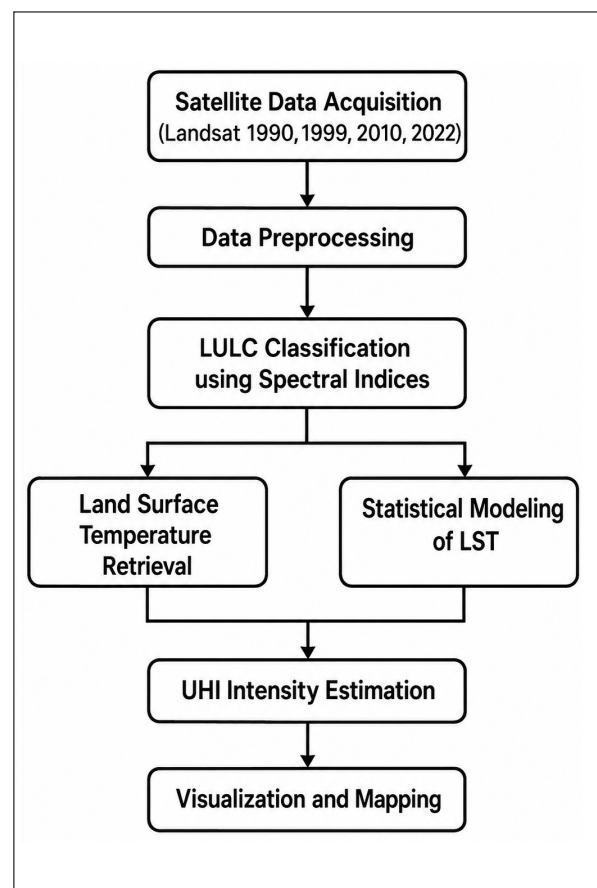 Satellite Data Acquisition
(Landsat 1990, 1999, 2010, 2022)
Data Preprocessing
LULC Classification
using Spectral Indices
Land Surface
Temperature
Retrieval
Statistical Modeling
of LST
UHI Intensity Estimation
Visualization and Mapping